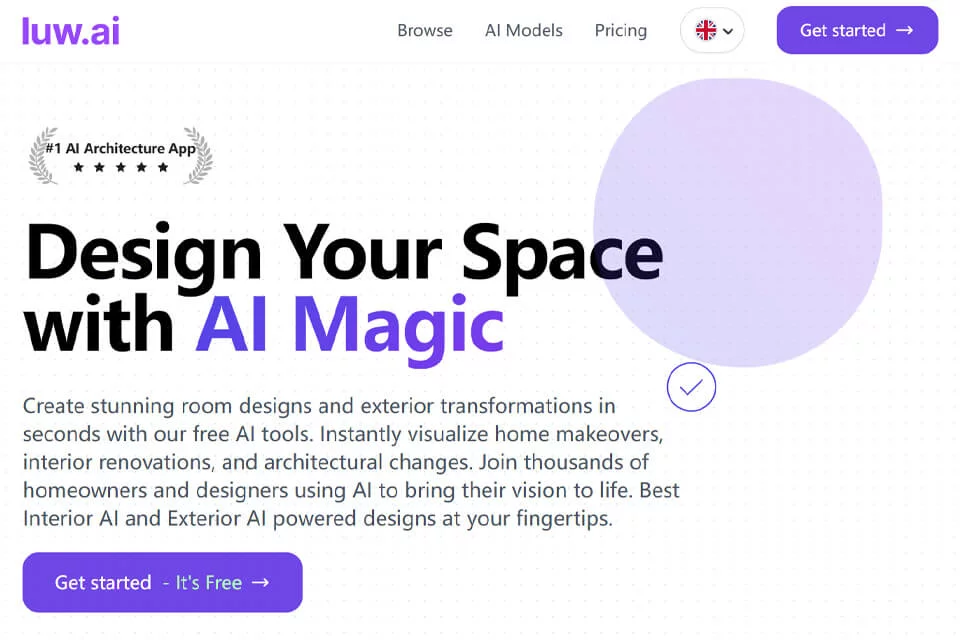 luw.ai
Browse
AI Models
Pricing
Get started →
#1 AI Architecture App
★ ★ ★ ★ ★
Design Your Space
with AI Magic
Create stunning room designs and exterior transformations in
seconds with our free AI tools. Instantly visualize home makeovers,
interior renovations, and architectural changes. Join thousands of
homeowners and designers using AI to bring their vision to life. Best
Interior AI and Exterior AI powered designs at your fingertips.
Get started - It's Free →